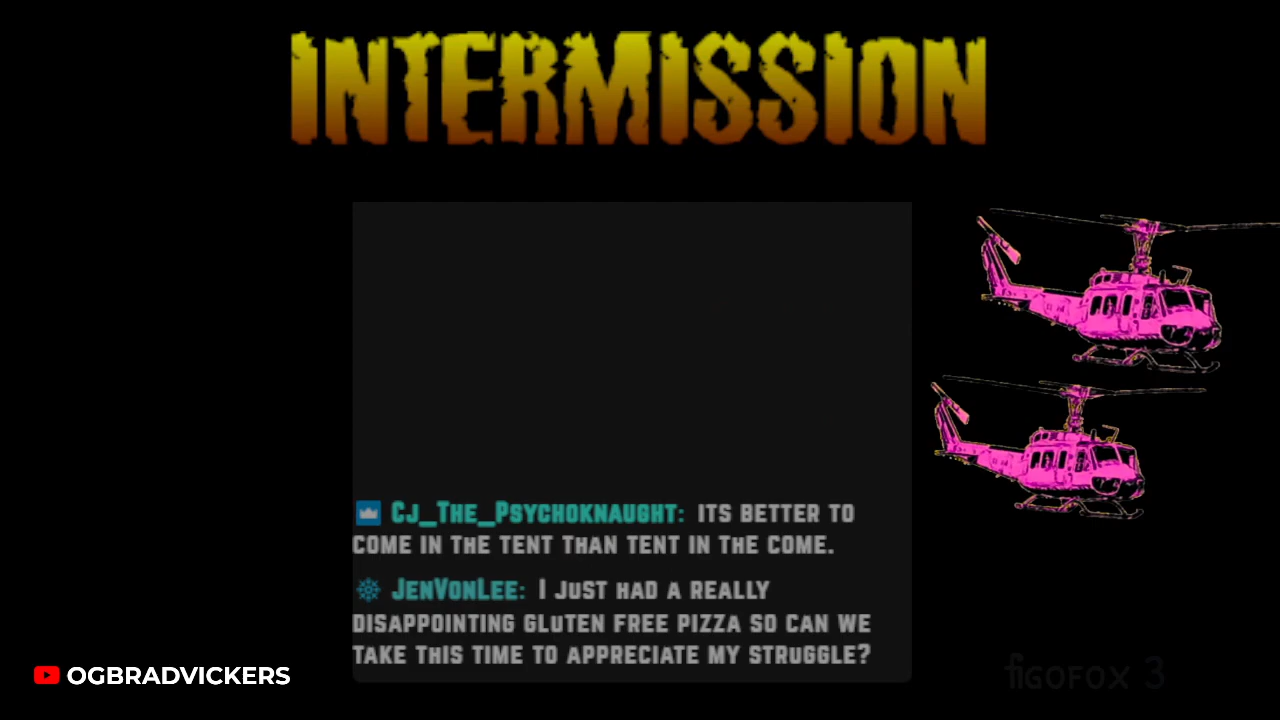 INTERMISSION
Cj_The_Psychoknaught: its better to
come in the tent than tent in the come.
JenVonLee: I just had a really
disappointing gluten free pizza so can we
take this time to appreciate my struggle?
OGBRADVICKERS
figofox 3